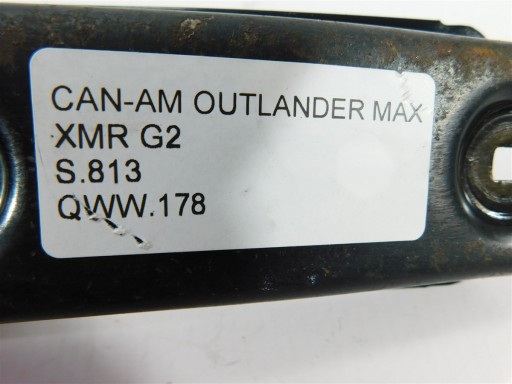 CAN-AM OUTLANDER MAX
XMR G2
S.813
QWW.178